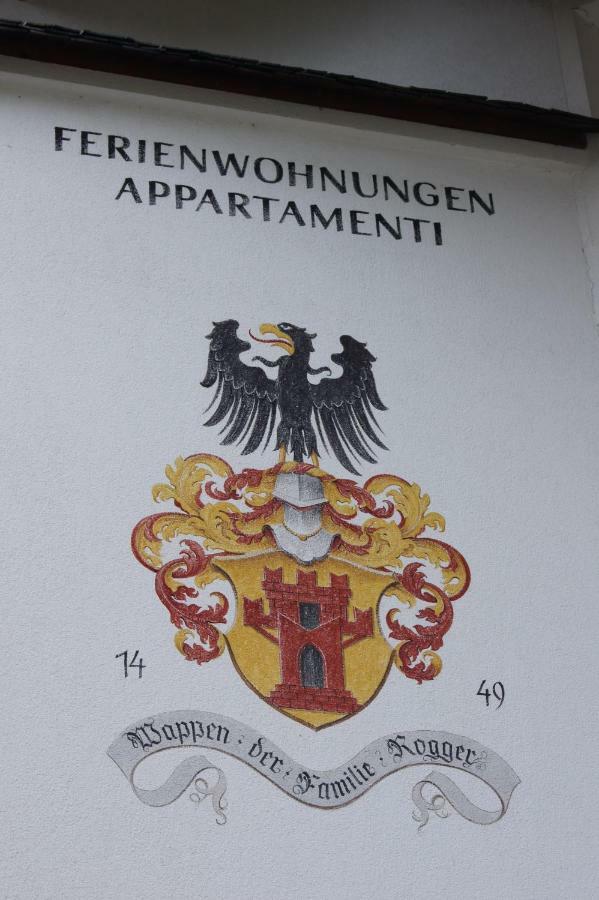 FERIENWOHNUNGEN
APPARTAMENTI
14 49
Wappen der Familie Rogger